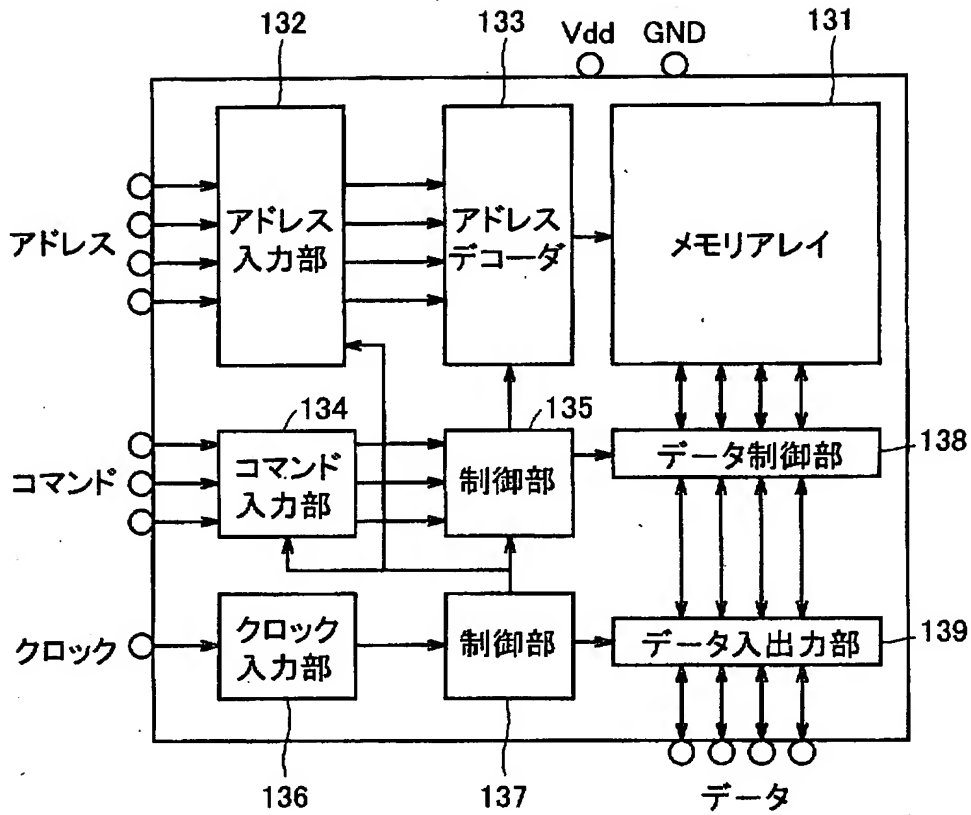 132
133
Vdd
GND
131
アドレス
アドレス
入力部
アドレス
デコーダ
メモリアレイ
134
135
コマンド
コマンド
入力部
制御部
データ制御部
138
クロック
クロック
入力部
制御部
データ入出力部
139
136
137
データ